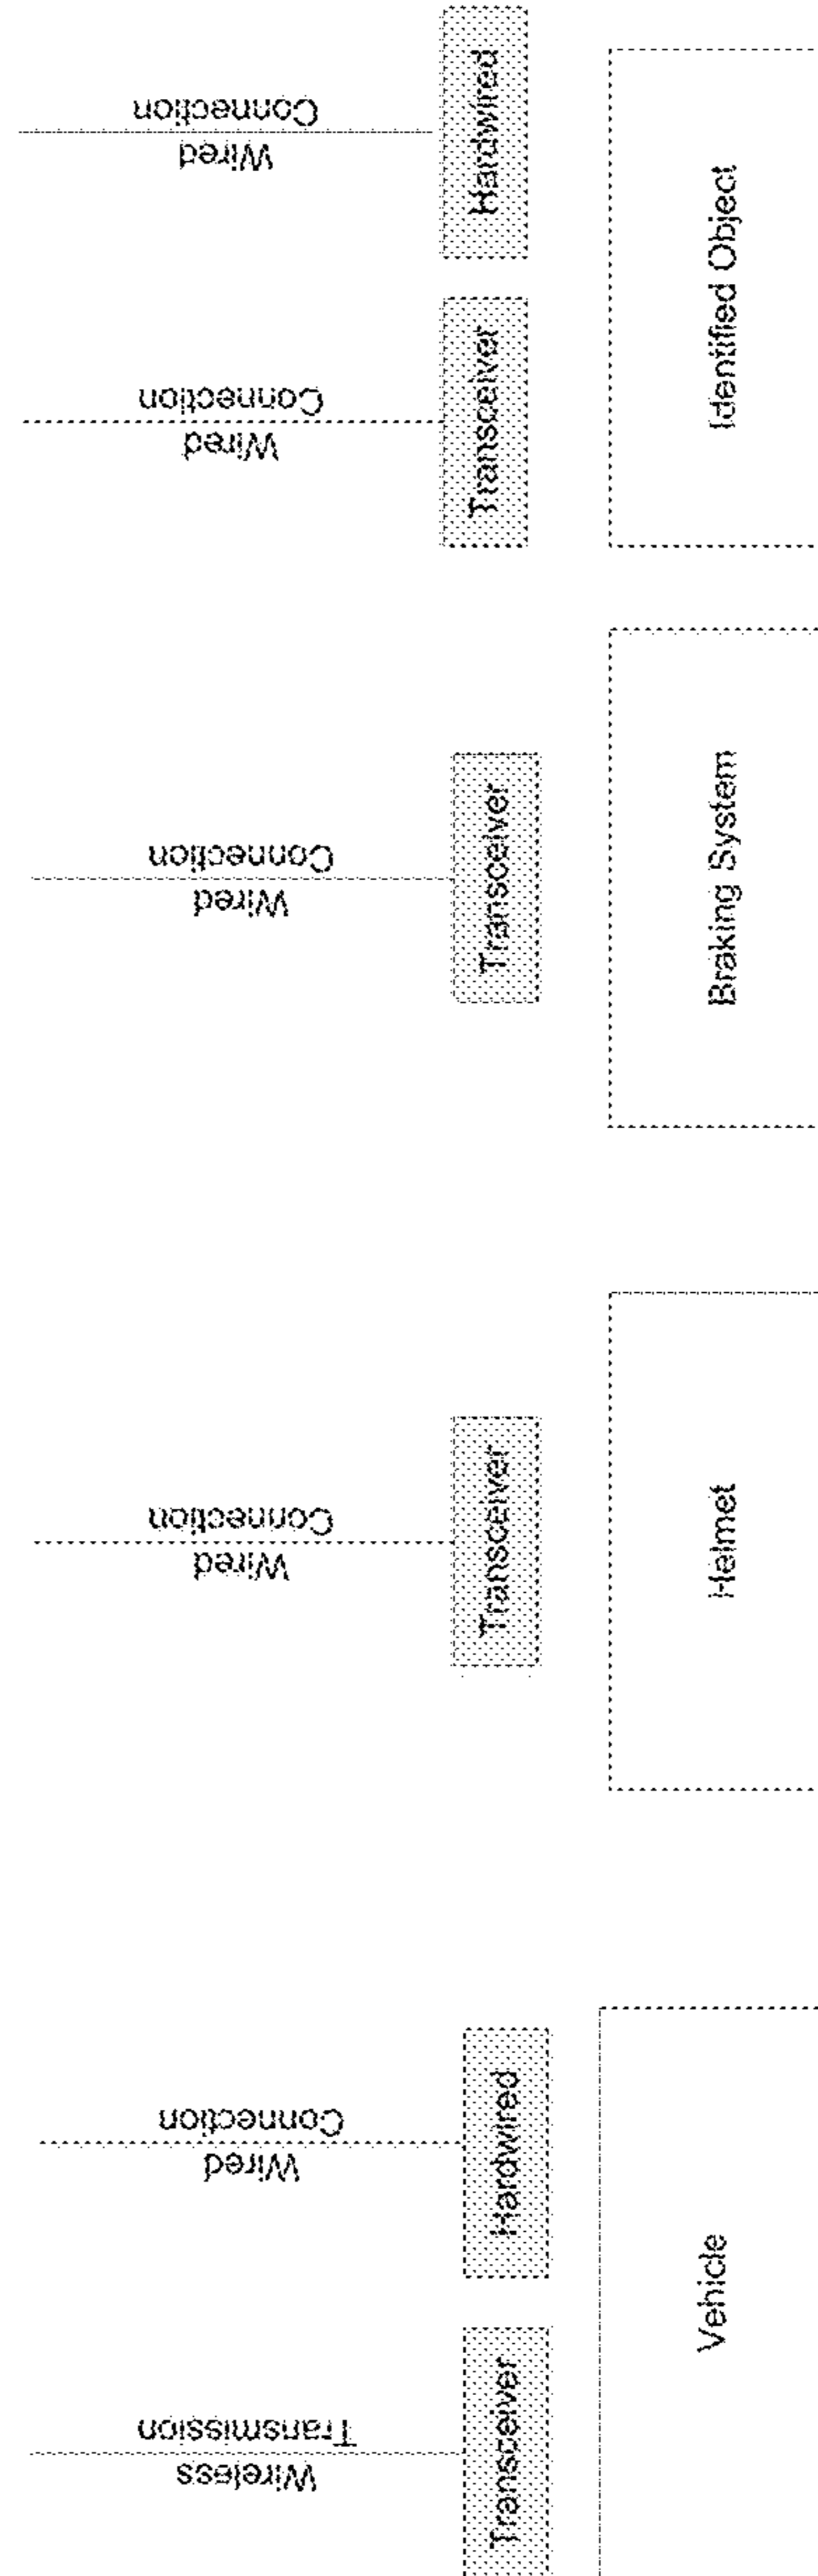 Wireless
Transmission
Transceiver
Wired
Connection
Hardwired
Vehicle
Wired
Connection
Transceiver
Helmet
Wired
Connection
Transceiver
Braking System
Wired
Connection
Transceiver
Wired
Connection
Hardwired
Identified Object